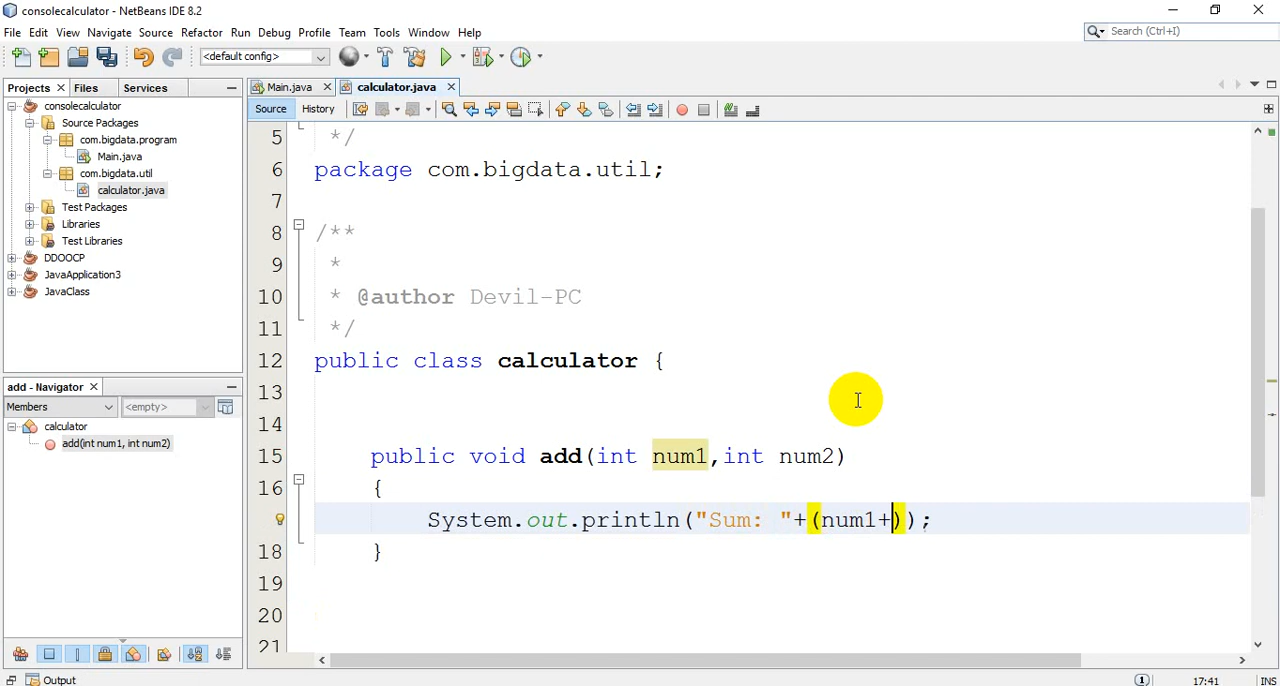 consolecalculator - NetBeans IDE 8.2
File Edit View Navigate Source Refactor Run Debug Profile Team Tools Window Help
Search (Ctrl+I)
<default config>
Projects Files Services
Main.java calculator.java
Source History
consolecalculator
Source Packages
com.bigdata.program
Main.java
com.bigdata.util
calculator.java
Test Packages
Libraries
Test Libraries
DDOOCP
JavaApplication3
JavaClass
add - Navigator
Members <empty>
calculator
add(int num1, int num2)
5 */
6 package com.bigdata.util;
7
8 /**
9 *
10 * @author Devil-PC
11 */
12 public class calculator {
13
14
15 public void add(int num1,int num2)
16 {
System.out.println("Sum: "+(num1+));
18 }
19
20
21
Output
1 17:41 INS